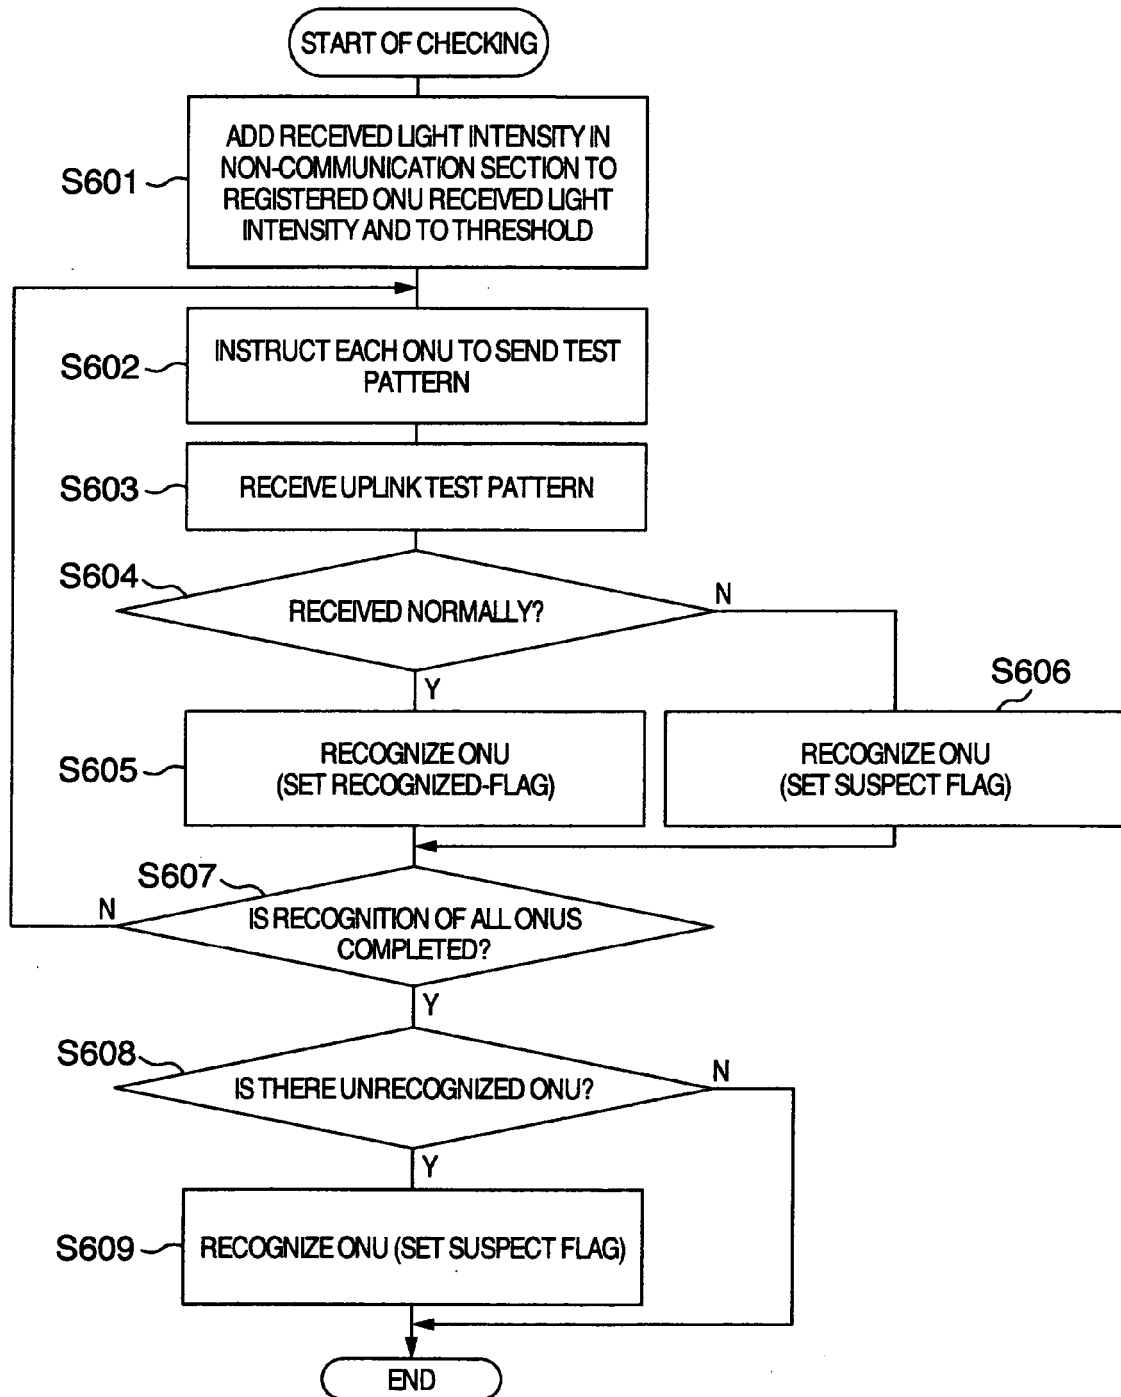 START OF CHECKING
S601
ADD RECEIVED LIGHT INTENSITY IN
NON-COMMUNICATION SECTION TO
REGISTERED ONU RECEIVED LIGHT
INTENSITY AND TO THRESHOLD
S602
INSTRUCT EACH ONU TO SEND TEST
PATTERN
S603
RECEIVE UPLINK TEST PATTERN
S604
RECEIVED NORMALLY?
N
Y
S606
S605
RECOGNIZE ONU
(SET RECOGNIZED-FLAG)
RECOGNIZE ONU
(SET SUSPECT FLAG)
S607
N
IS RECOGNITION OF ALL ONUS
COMPLETED?
Y
S608
IS THERE UNRECOGNIZED ONU?
N
Y
S609
RECOGNIZE ONU (SET SUSPECT FLAG)
END